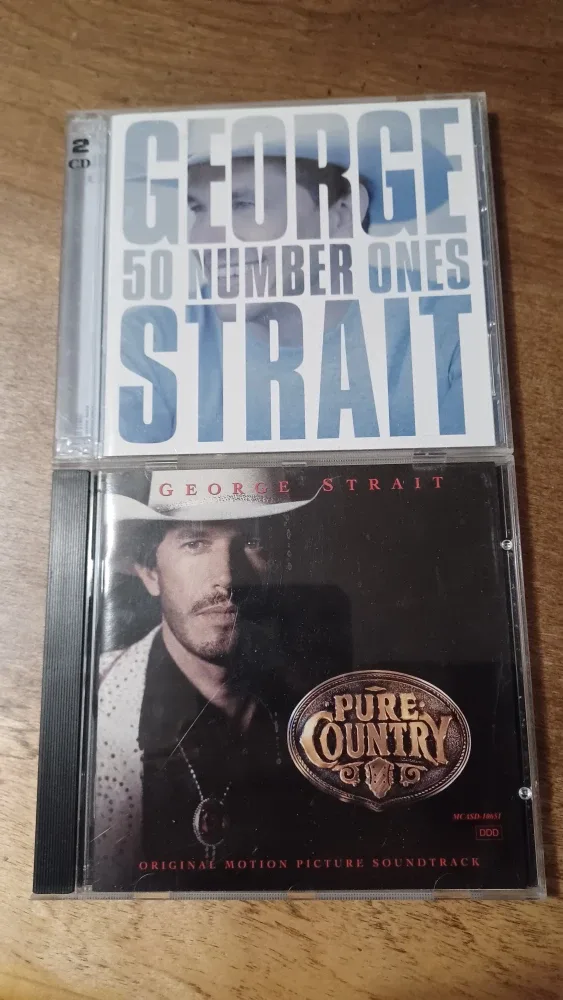 2
CD
GEORGE
50 NUMBER ONES
STRAIT
GEORGE STRAIT
PURE
COUNTRY
MCASD-10651
DDD
ORIGINAL MOTION PICTURE SOUNDTRACK